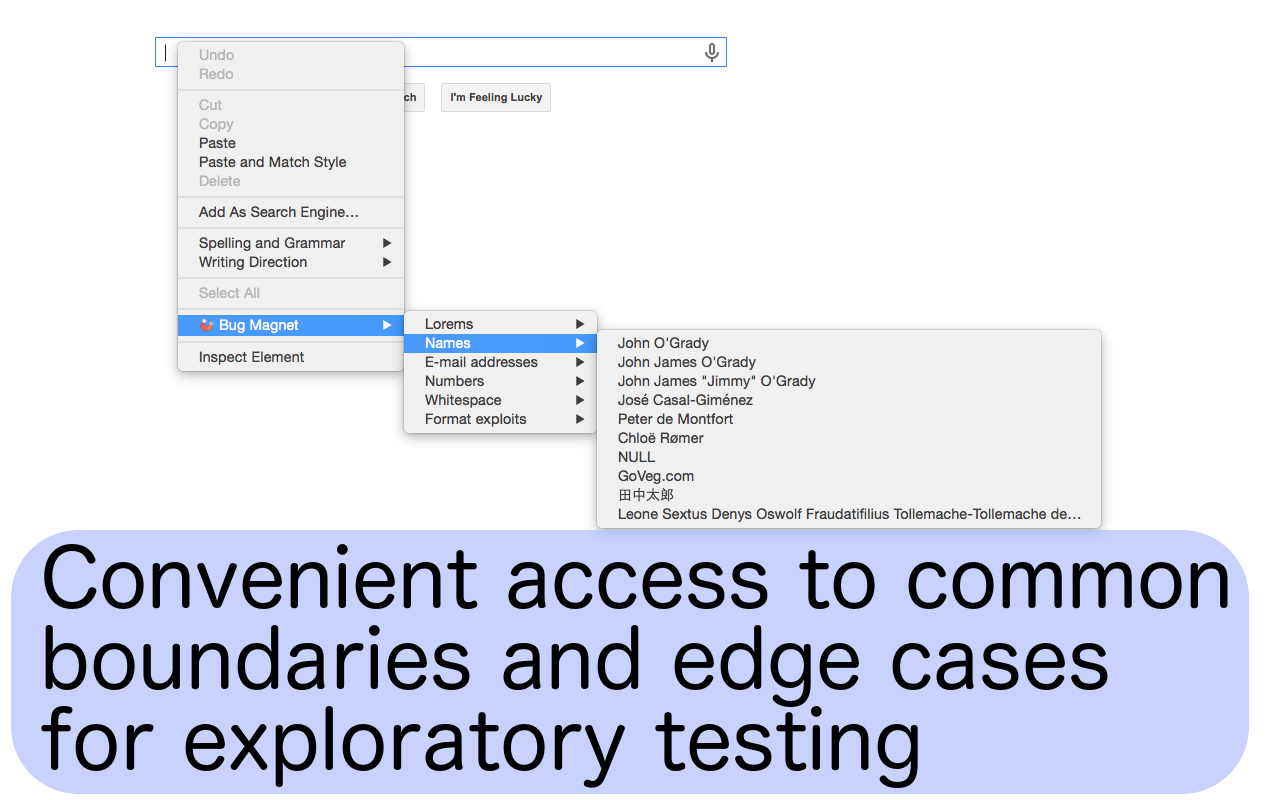 Undo
Redo
Cut
Copy
Paste
Paste and Match Style
Delete
Add As Search Engine…
Spelling and Grammar
Writing Direction
Select All
Bug Magnet
Inspect Element
ch
I'm Feeling Lucky
Lorems
Names
E-mail addresses
Numbers
Whitespace
Format exploits
John O'Grady
John James O'Grady
John James "Jimmy" O'Grady
José Casal-Giménez
Peter de Montfort
Chloë Rømer
NULL
GoVeg.com
田中太郎
Leone Sextus Denys Oswolf Fraudatifilius Tollemache-Tollemache de…
Convenient access to common
boundaries and edge cases
for exploratory testing